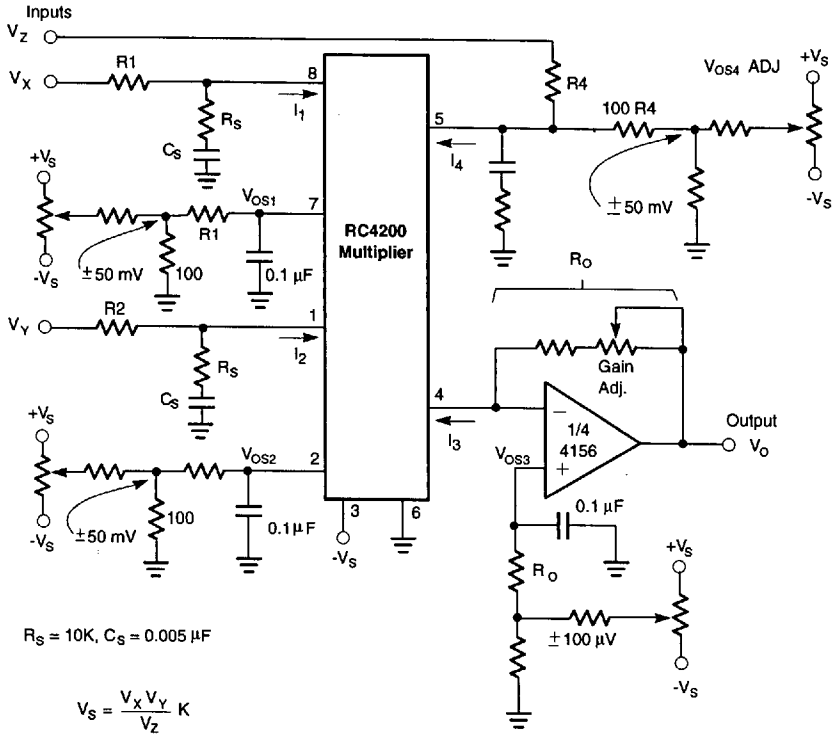 Inputs
V_Z
V_X
R1
8
I_1
R_S
C_S
R4
V_OS4 ADJ
+V_S
100 R4
5
I_4
±50 mV
-V_S
+V_S
-V_S
±50 mV
R1
100
V_OS1
7
0.1 μF
RC4200
Multiplier
R_O
V_Y
R2
1
I_2
R_S
C_S
Gain
Adj.
4
I_3
−
1/4
4156
+
V_OS3
Output
V_O
+V_S
-V_S
±50 mV
100
V_OS2
2
0.1 μF
3
-V_S
6
0.1 μF
R_O
±100 μV
+V_S
-V_S
R_S = 10K, C_S = 0.005 μF
V_S = V_X V_Y / V_Z K